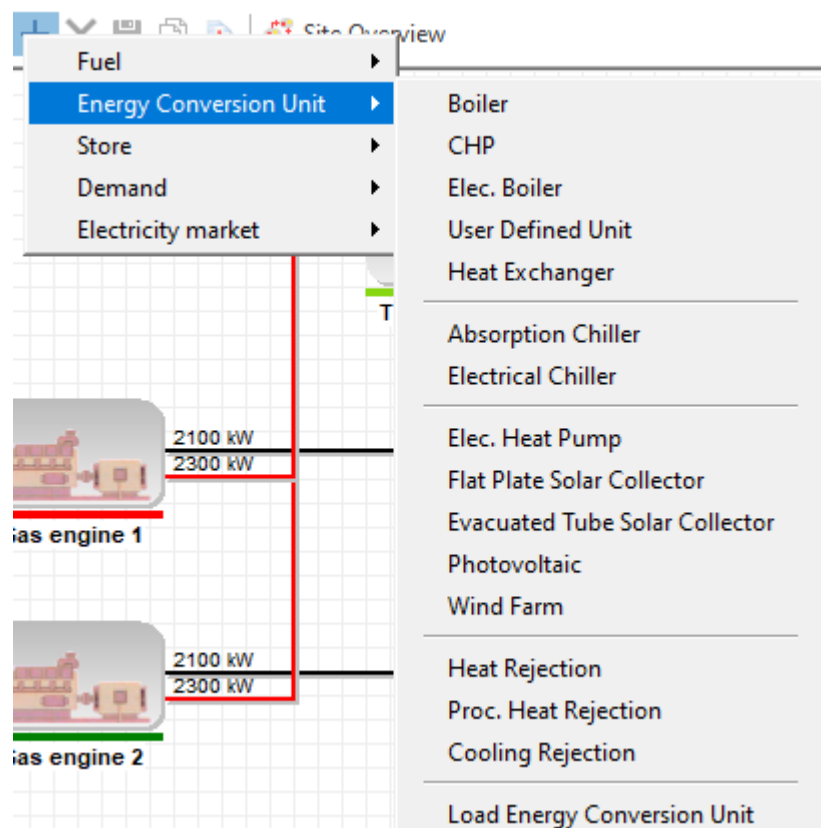 Site Overview
Fuel
Energy Conversion Unit
Store
Demand
Electricity market
Boiler
CHP
Elec. Boiler
User Defined Unit
Heat Exchanger
Absorption Chiller
Electrical Chiller
Elec. Heat Pump
Flat Plate Solar Collector
Evacuated Tube Solar Collector
Photovoltaic
Wind Farm
Heat Rejection
Proc. Heat Rejection
Cooling Rejection
Load Energy Conversion Unit
T
2100 kW
2300 kW
as engine 1
2100 kW
2300 kW
as engine 2